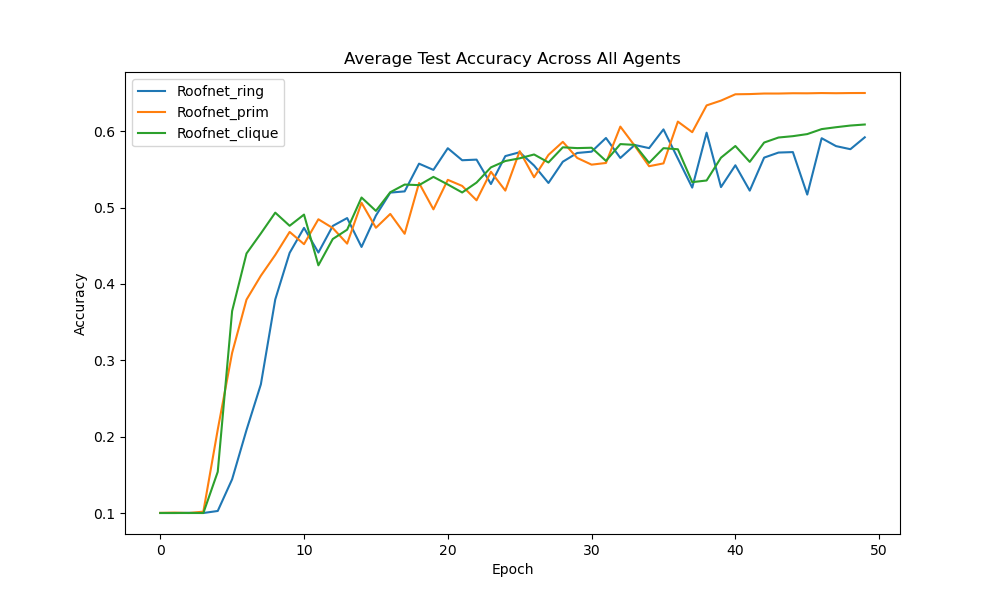 Average Test Accuracy Across All Agents
Roofnet_ring
Roofnet_prim
Roofnet_clique
Accuracy
0.6
0.5
0.4
0.3
0.2
0.1
0 10 20 30 40 50
Epoch